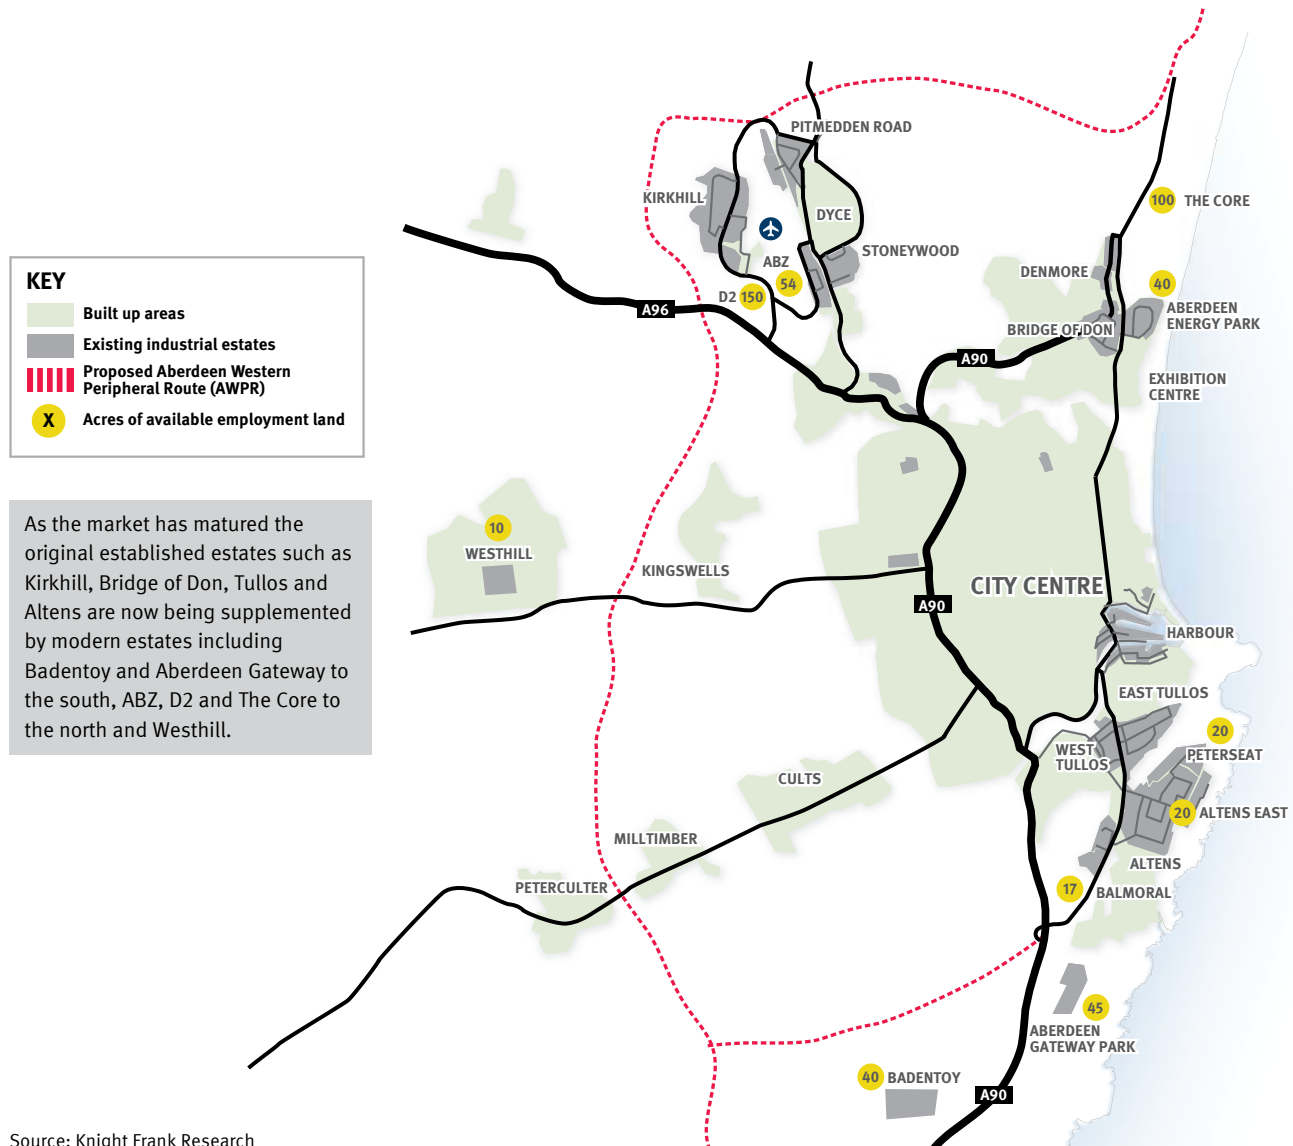 PITMEDDEN ROAD
KIRKHILL
DYCE
100 THE CORE
STONEYWOOD
ABZ
54
DENMORE
D2 150
40
ABERDEEN
ENERGY PARK
A96
BRIDGE OF DON
A90
EXHIBITION
CENTRE
KEY
Built up areas
Existing industrial estates
Proposed Aberdeen Western
Peripheral Route (AWPR)
X Acres of available employment land
As the market has matured the
original established estates such as
Kirkhill, Bridge of Don, Tullos and
Altens are now being supplemented
by modern estates including
Badentoy and Aberdeen Gateway to
the south, ABZ, D2 and The Core to
the north and Westhill.
10
WESTHILL
KINGSWELLS
CITY CENTRE
A90
HARBOUR
EAST TULLOS
20
WEST
TULLOS
PETERSEAT
CULTS
20 ALTENS EAST
MILLTIMBER
ALTENS
PETERCULTER
17
BALMORAL
45
ABERDEEN
GATEWAY PARK
40 BADENTOY
A90
Source: Knight Frank Research